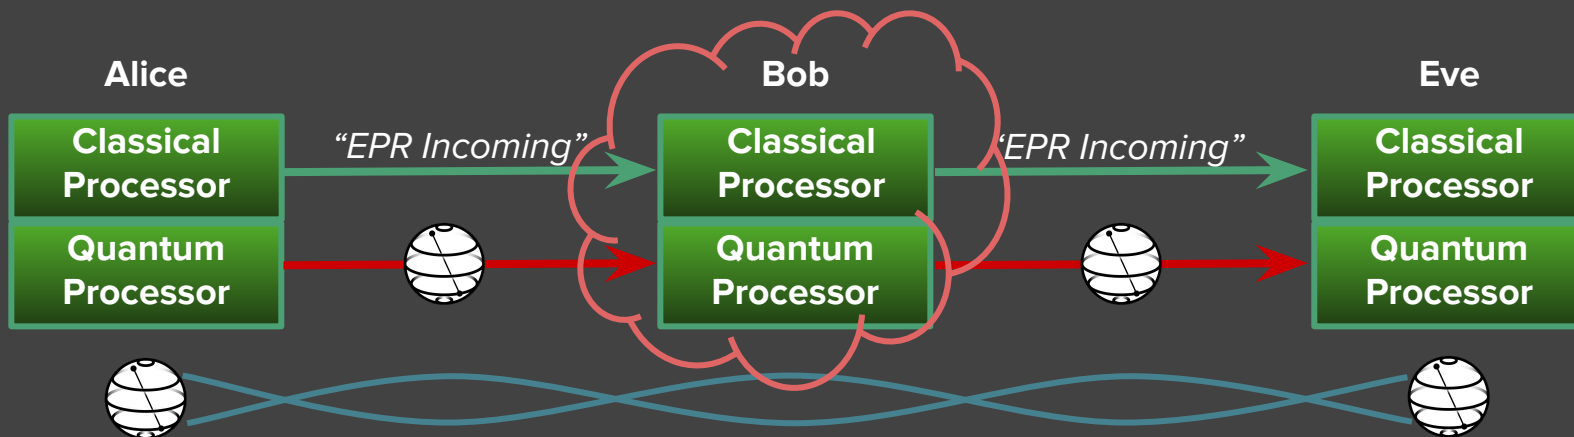 Alice
Bob
Eve
Classical
Processor
“EPR Incoming”
Classical
Processor
‘EPR Incoming”
Classical
Processor
Quantum
Processor
Quantum
Processor
Quantum
Processor